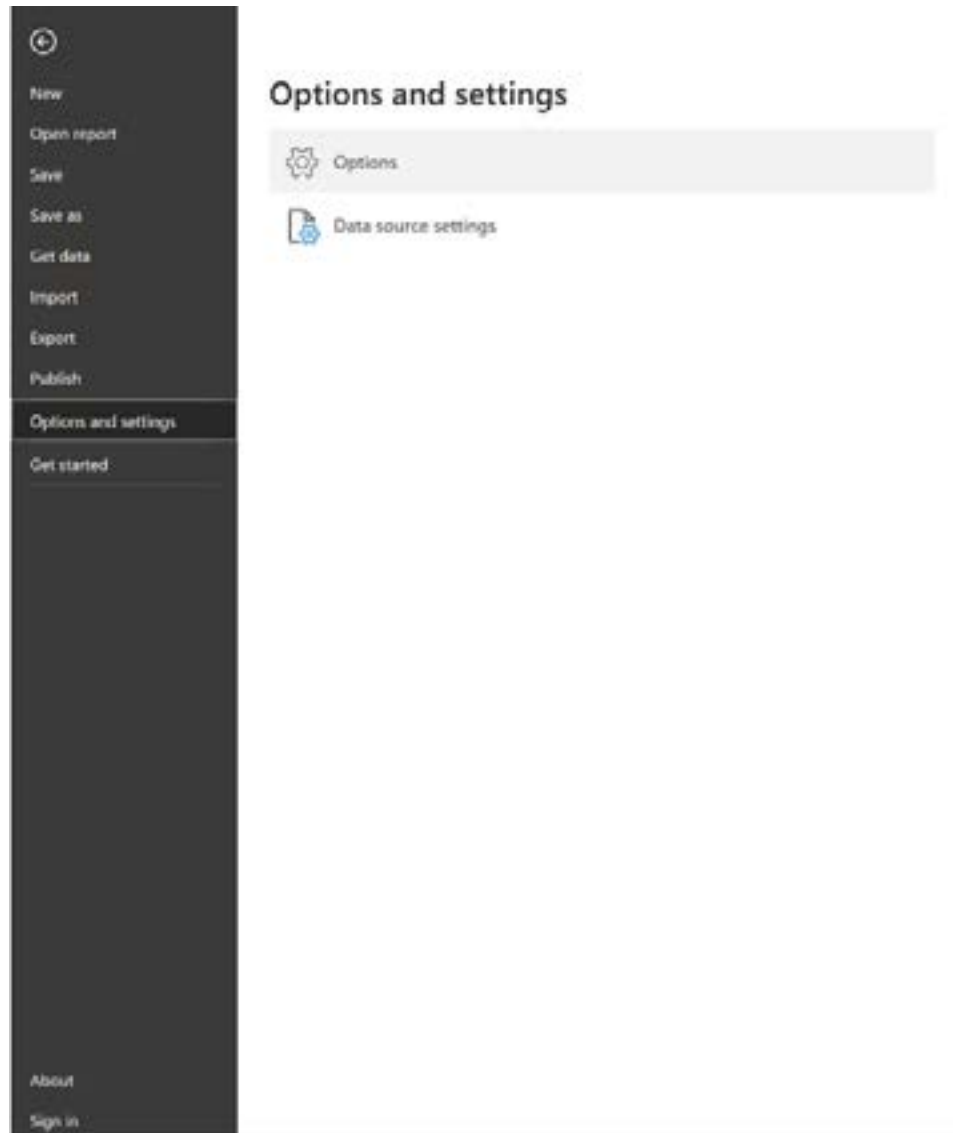 New
Open report
Save
Save as
Get data
Import
Export
Publish
Options and settings
Get started
About
Sign in
Options and settings
Options
Data source settings